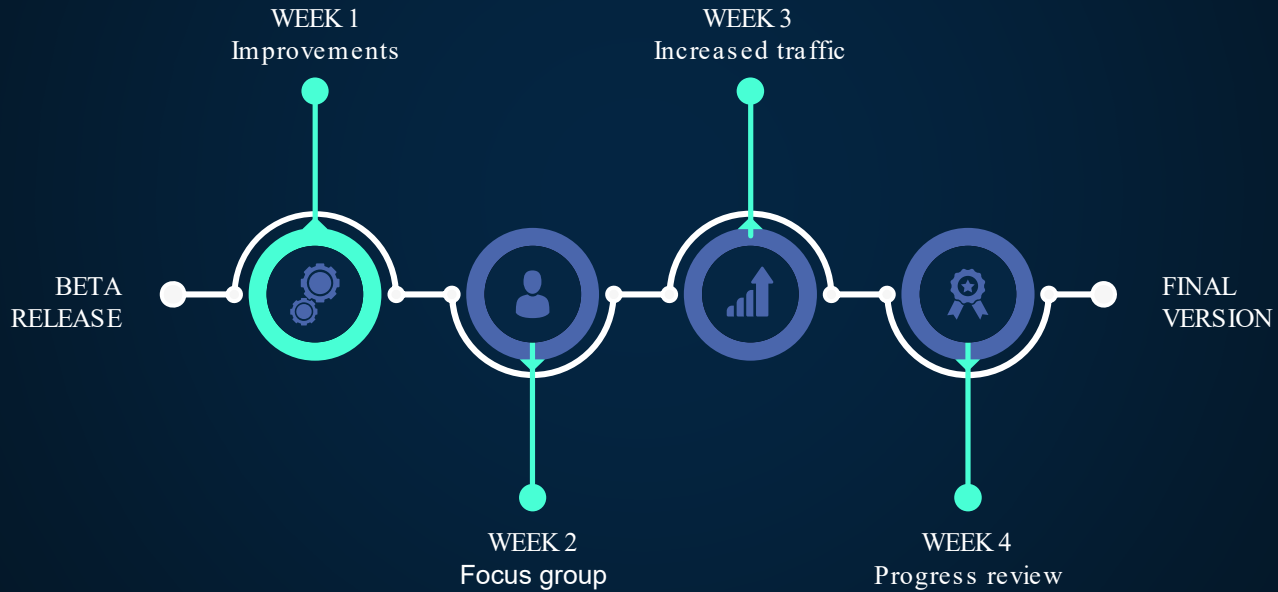 WEEK 1
Improvements
WEEK 3
Increased traffic
BETA
RELEASE
FINAL
VERSION
WEEK 2
Focus group
WEEK 4
Progress review